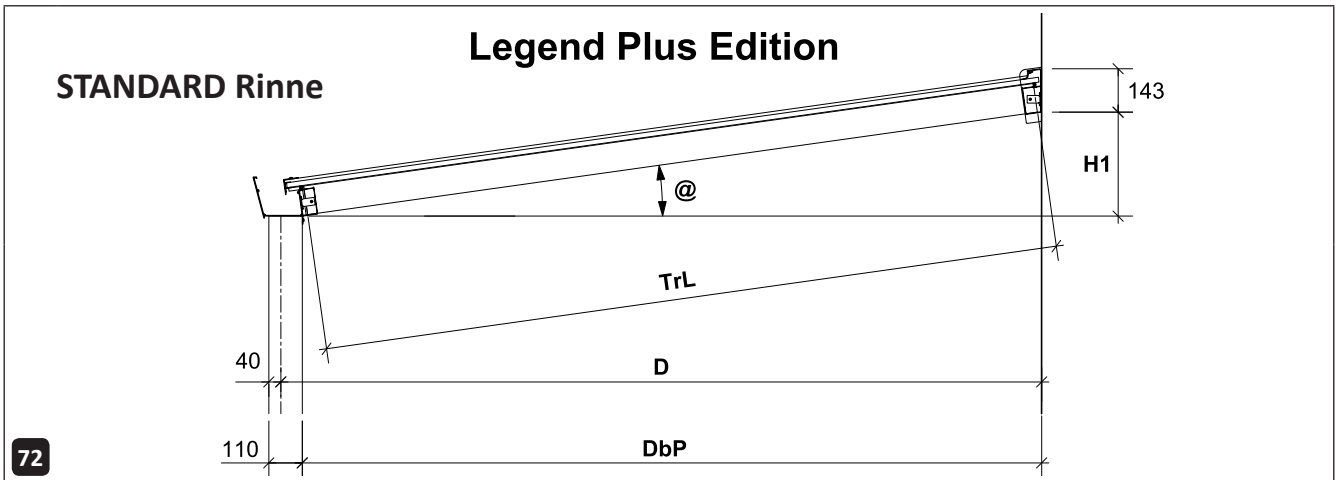 Legend Plus Edition
STANDARD Rinne
143
H1
@
TrL
40
D
110
DbP
72